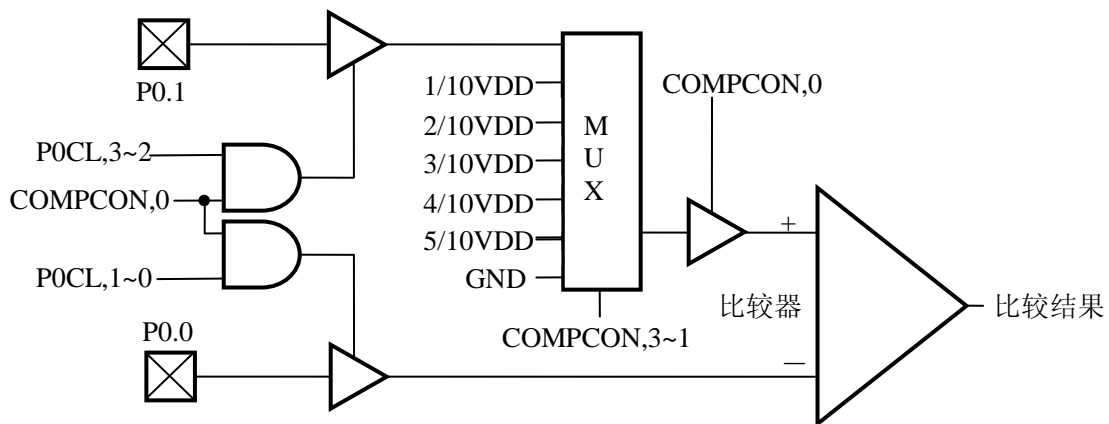 P0.1
1/10VDD
COMPCON,0
2/10VDD
M
U
X
P0CL,3~2
3/10VDD
COMPCON,0
4/10VDD
+
5/10VDD
P0CL,1~0
GND
比较器
比较结果
P0.0
COMPCON,3~1
—